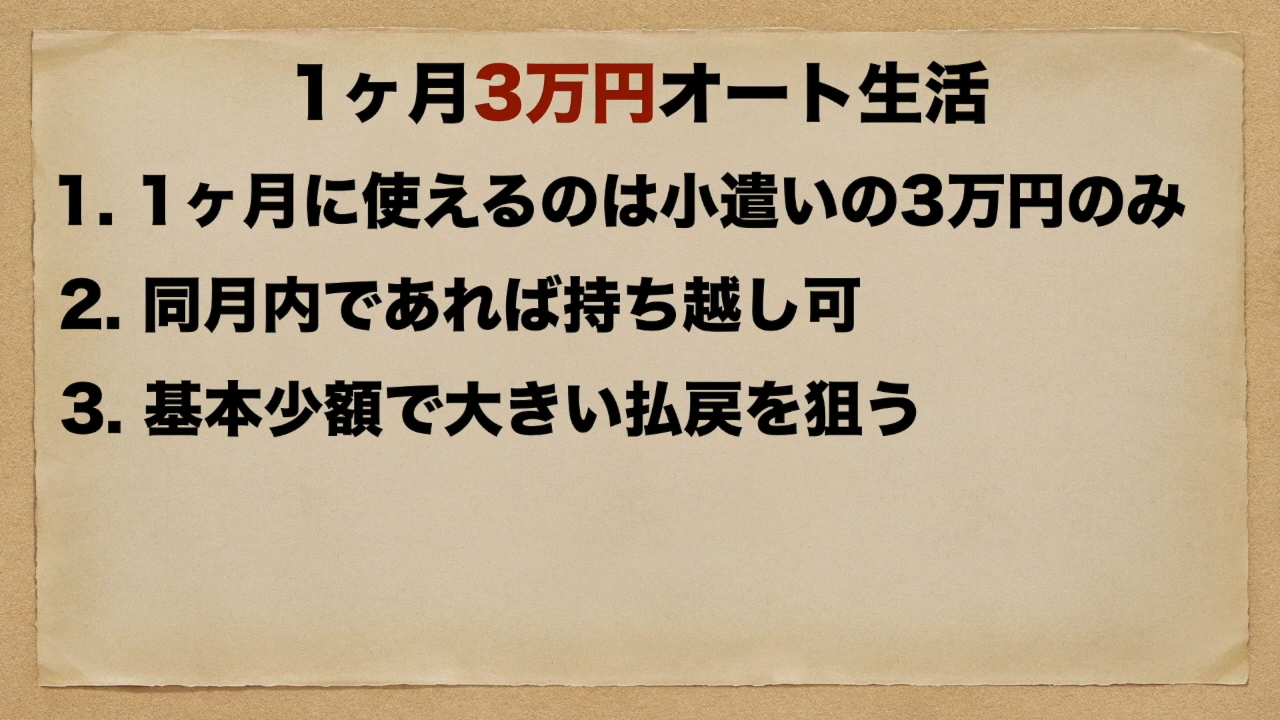 1ヶ月3万円オート生活
1. 1ヶ月に使えるのは小遣いの3万円のみ
2. 同月内であれば持ち越し可
3. 基本少額で大きい払戻を狙う